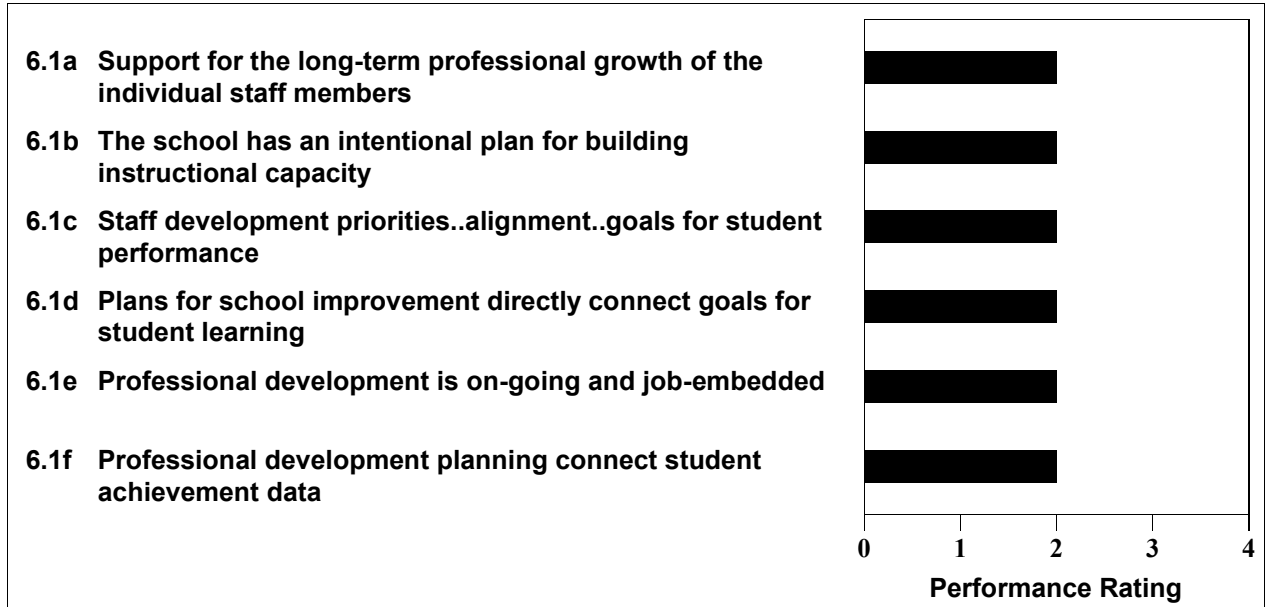 6.1a Support for the long-term professional growth of the
individual staff members
6.1b The school has an intentional plan for building
instructional capacity
6.1c Staff development priorities..alignment..goals for student
performance
6.1d Plans for school improvement directly connect goals for
student learning
6.1e Professional development is on-going and job-embedded
6.1f Professional development planning connect student
achievement data
0 1 2 3 4
Performance Rating